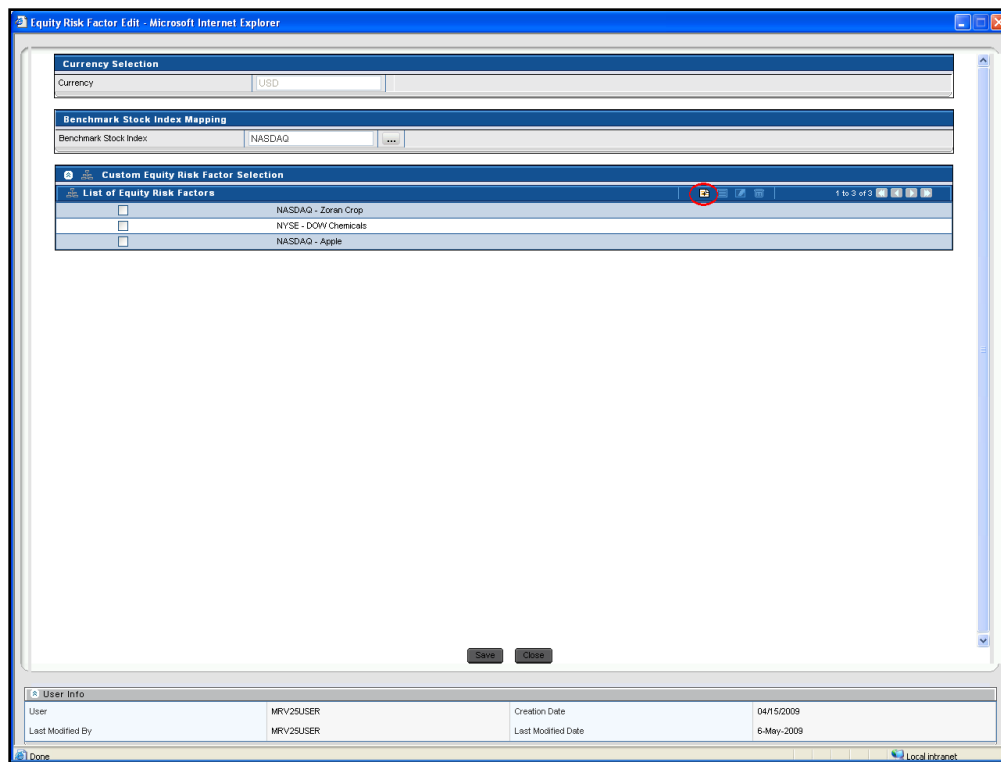 Equity Risk Factor Edit - Microsoft Internet Explorer
Currency Selection
Currency USD
Benchmark Stock Index Mapping
Benchmark Stock Index NASDAQ ...
Custom Equity Risk Factor Selection
List of Equity Risk Factors 1 to 3 of 3
NASDAQ - Zoran Crop
NYSE - DOW Chemicals
NASDAQ - Apple
Save Close
User Info
User MRV25USER Creation Date 04/15/2009
Last Modified By MRV25USER Last Modified Date 6-May-2009
Done Local intranet